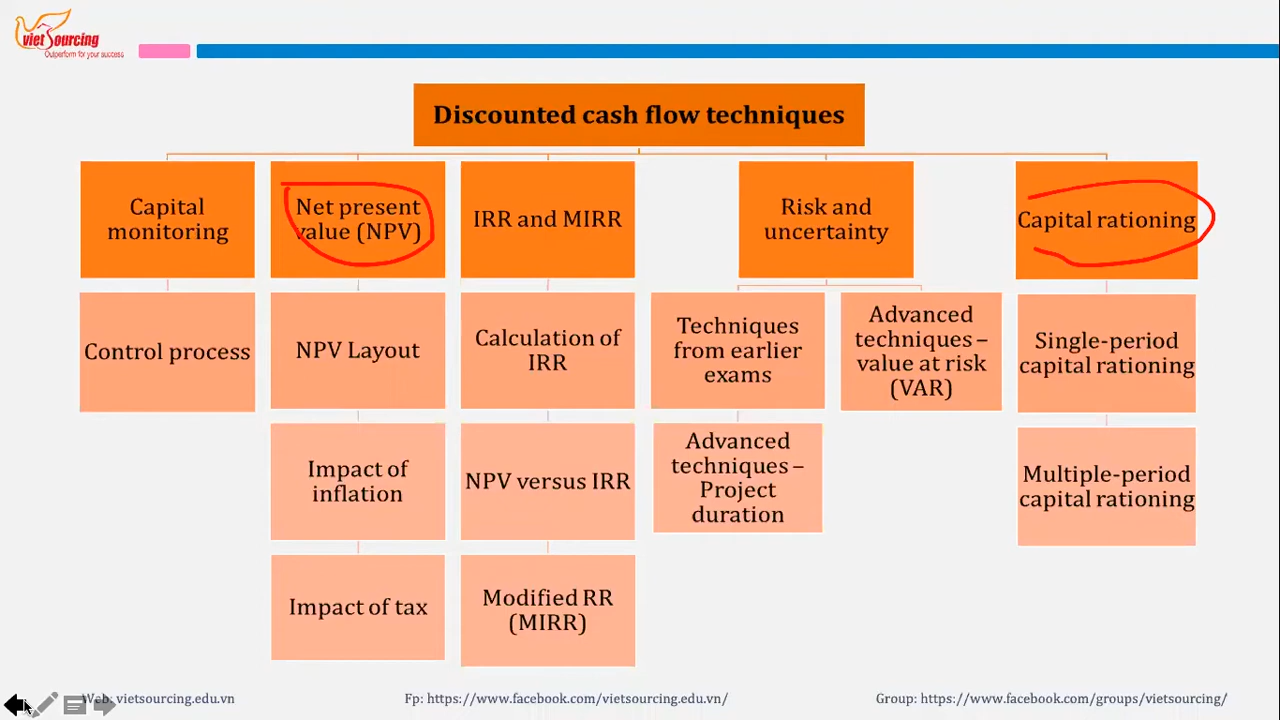 viet Sourcing
Outperform for your success
Discounted cash flow techniques
Capital
monitoring
Net present
value (NPV)
IRR and MIRR
Risk and
uncertainty
Capital rationing
Control process
NPV Layout
Calculation of
IRR
Techniques
from earlier
exams
Advanced
techniques –
value at risk
(VAR)
Single-period
capital rationing
Impact of
inflation
NPV versus IRR
Advanced
techniques –
Project
duration
Multiple-period
capital rationing
Impact of tax
Modified RR
(MIRR)
Web: vietsourcing.edu.vn
Fp: https://www.facebook.com/vietsourcing.edu.vn/
Group: https://www.facebook.com/groups/vietsourcing/